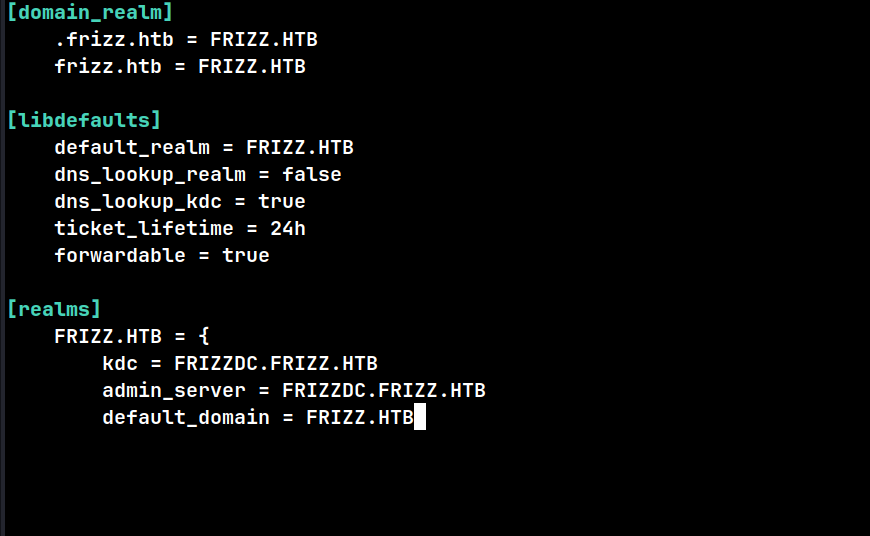 [domain_realm]
    .frizz.htb = FRIZZ.HTB
    frizz.htb = FRIZZ.HTB

[libdefaults]
    default_realm = FRIZZ.HTB
    dns_lookup_realm = false
    dns_lookup_kdc = true
    ticket_lifetime = 24h
    forwardable = true

[realms]
    FRIZZ.HTB = {
        kdc = FRIZZDC.FRIZZ.HTB
        admin_server = FRIZZDC.FRIZZ.HTB
        default_domain = FRIZZ.HTB